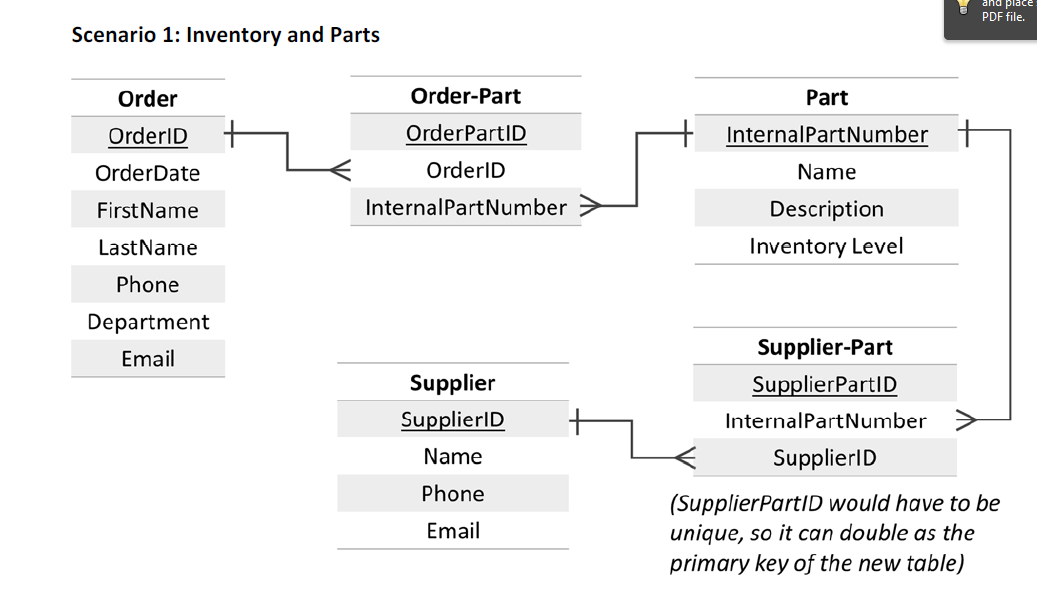 and place
PDF file.
Scenario 1: Inventory and Parts
Order
OrderID
OrderDate
FirstName
LastName
Phone
Department
Email
Order-Part
OrderPartID
OrderID
InternalPartNumber
Part
InternalPartNumber
Name
Description
Inventory Level
Supplier
SupplierID
Name
Phone
Email
Supplier-Part
SupplierPartID
InternalPartNumber
SupplierID
(SupplierPartID would have to be
unique, so it can double as the
primary key of the new table)